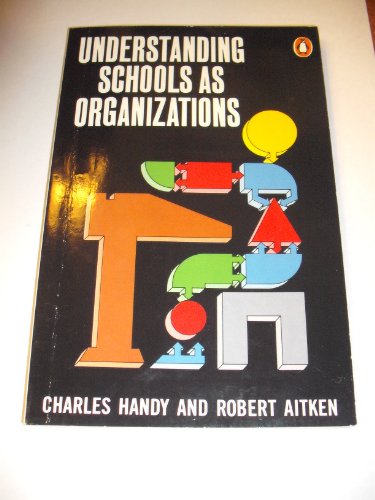 UNDERSTANDING
SCHOOLS AS
ORGANIZATIONS
CHARLES HANDY AND ROBERT AITKEN